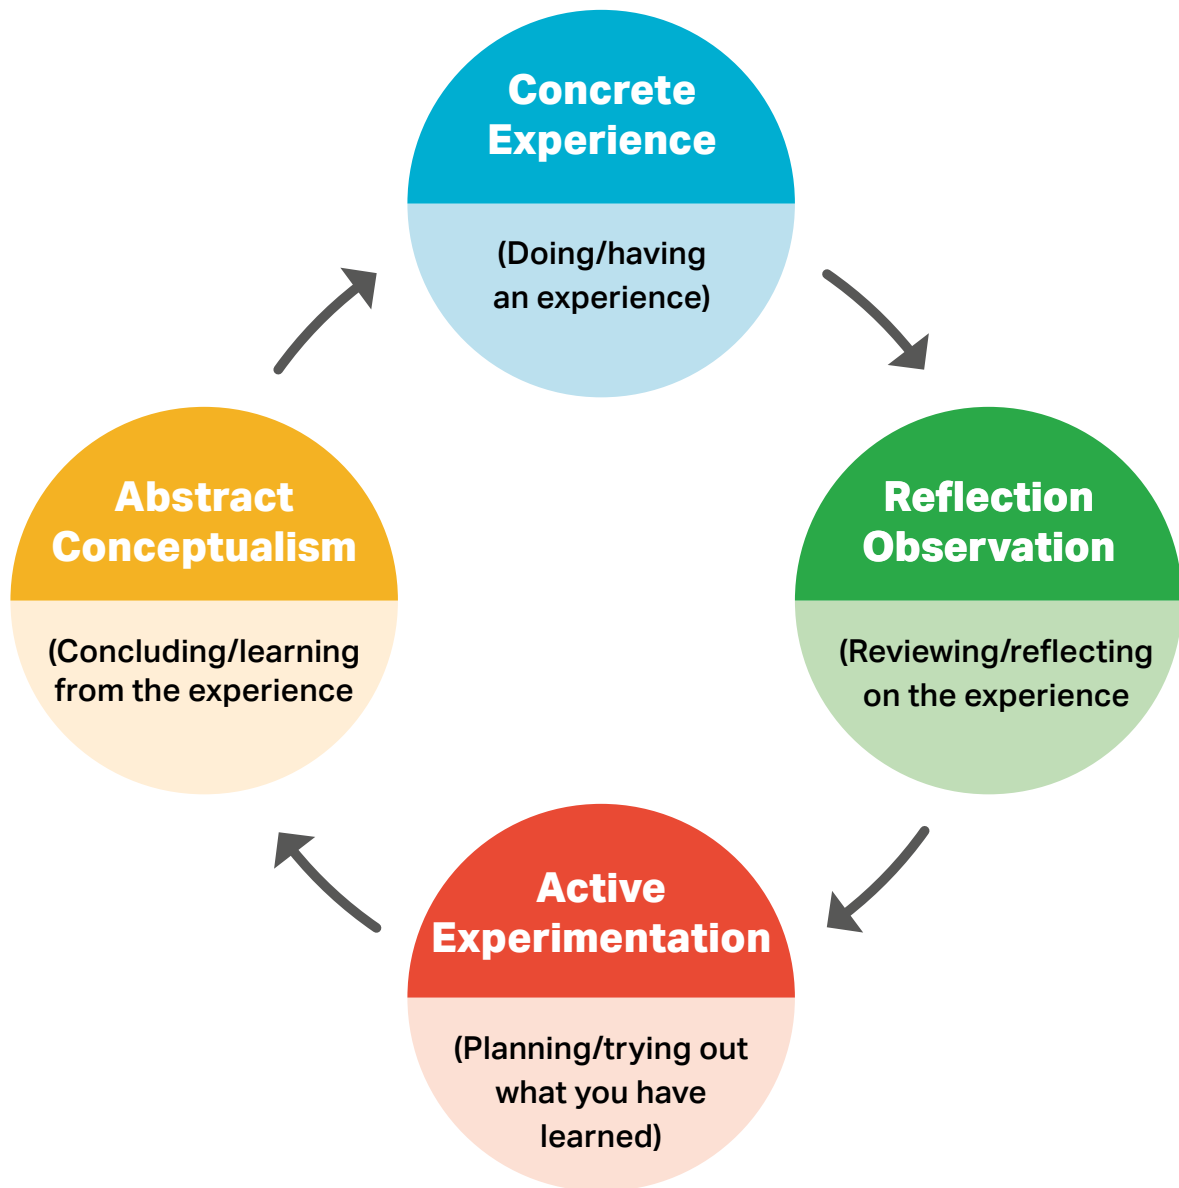 Concrete
Experience
(Doing/having
an experience)
Reflection
Observation
(Reviewing/reflecting
on the experience
Active
Experimentation
(Planning/trying out
what you have
learned)
Abstract
Conceptualism
(Concluding/learning
from the experience